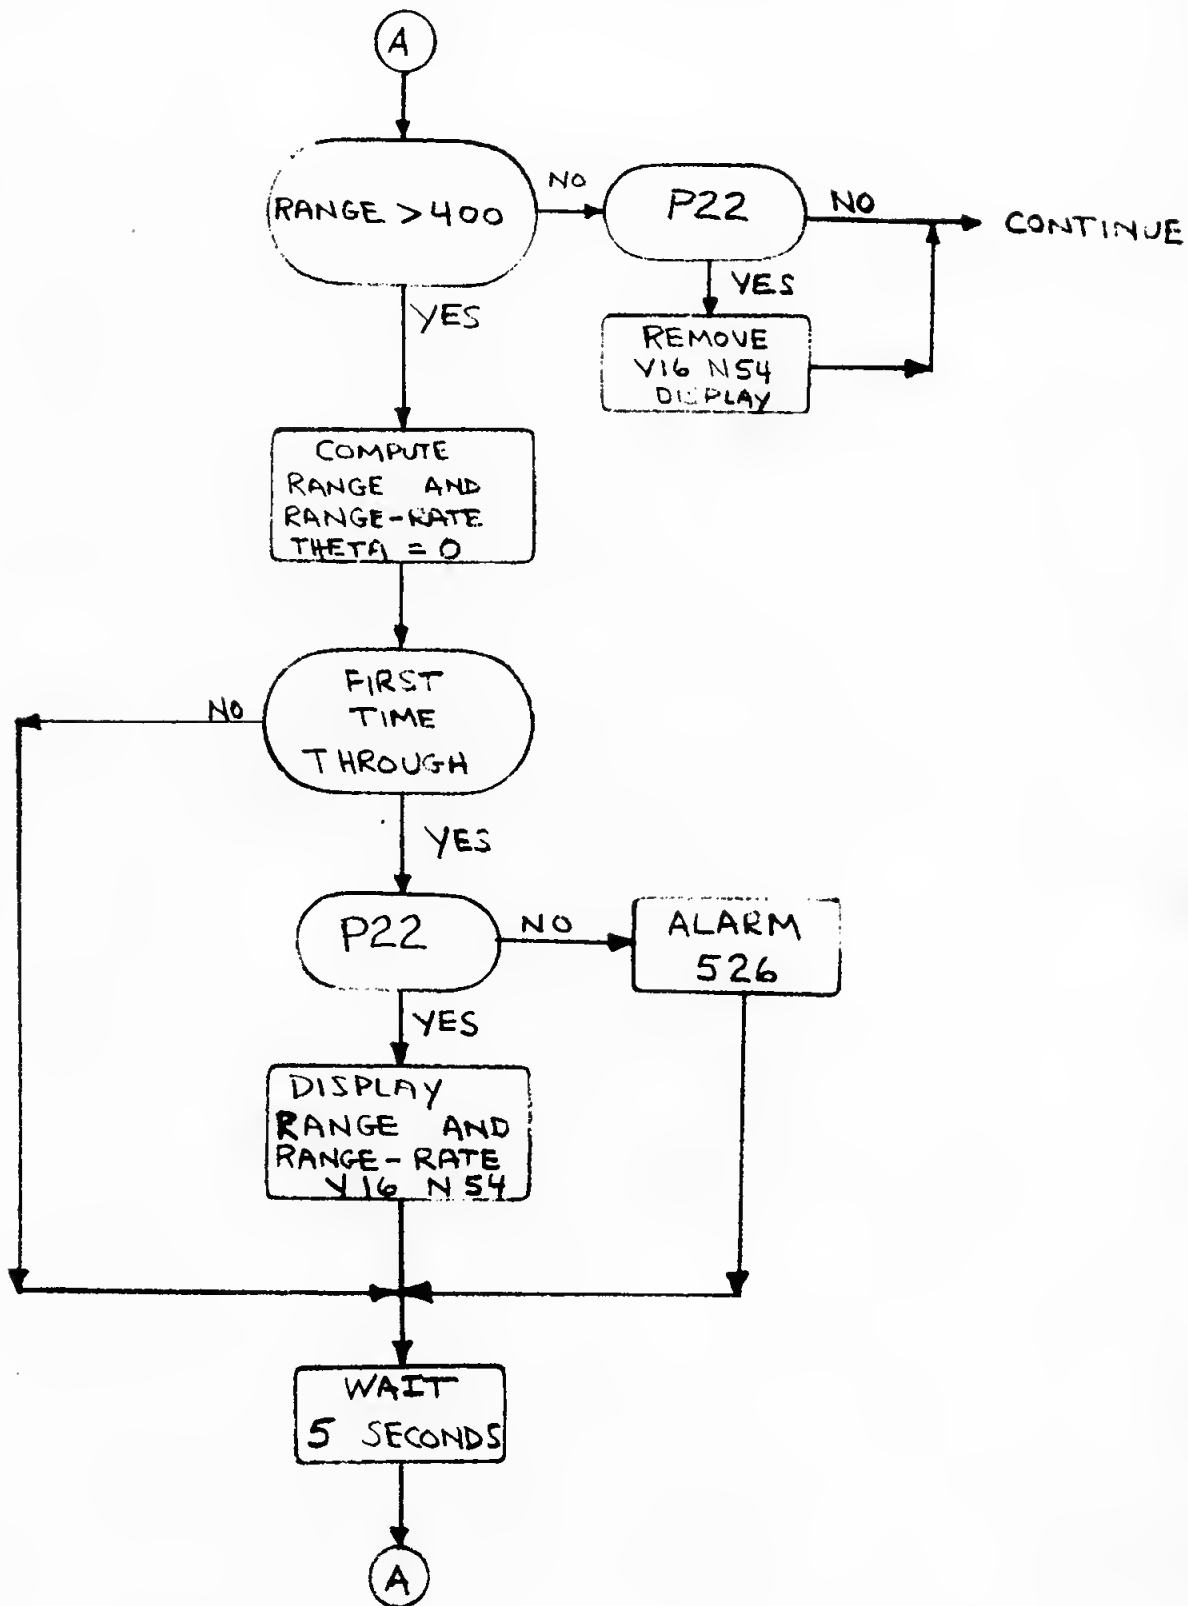 A
RANGE > 400
NO
P22
NO
CONTINUE
YES
YES
REMOVE
V16 N54
DISPLAY
COMPUTE
RANGE AND
RANGE-RATE
THETA = 0
FIRST
TIME
THROUGH
NO
YES
P22
NO
ALARM
526
YES
DISPLAY
RANGE AND
RANGE-RATE
V16 N54
WAIT
5 SECONDS
A